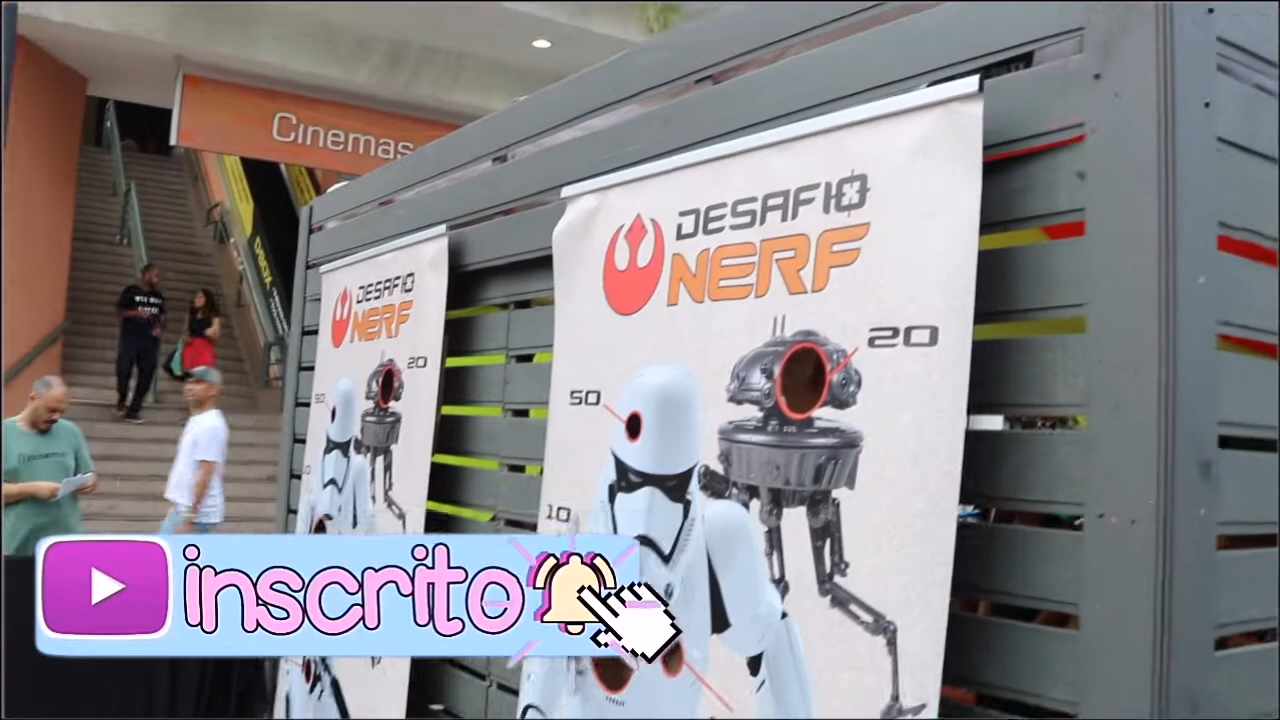 Cinemas
DESAFIO
NERF
20
50
10
DESAFIO
NERF
20
50
inscrito